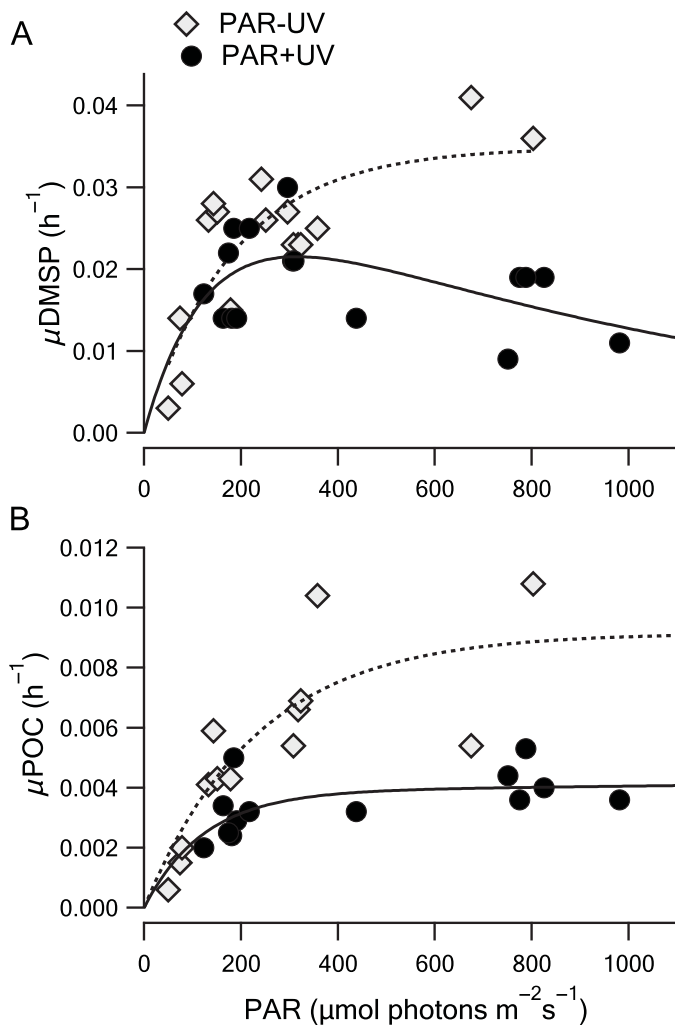 A
PAR-UV
PAR+UV
μDMSP (h⁻¹)
0.04
0.03
0.02
0.01
0.00
0 200 400 600 800 1000
B
μPOC (h⁻¹)
0.012
0.010
0.008
0.006
0.004
0.002
0.000
0 200 400 600 800 1000
PAR (μmol photons m⁻²s⁻¹)